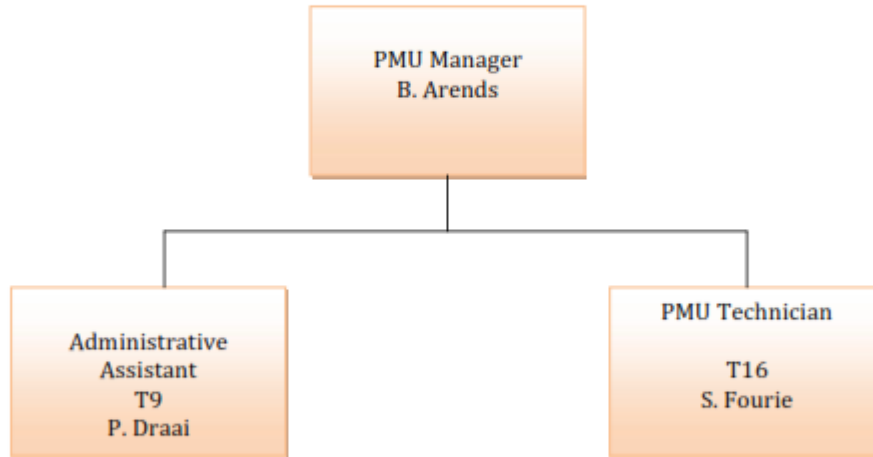 PMU Manager
B. Arends
Administrative
Assistant
T9
P. Draai
PMU Technician
T16
S. Fourie